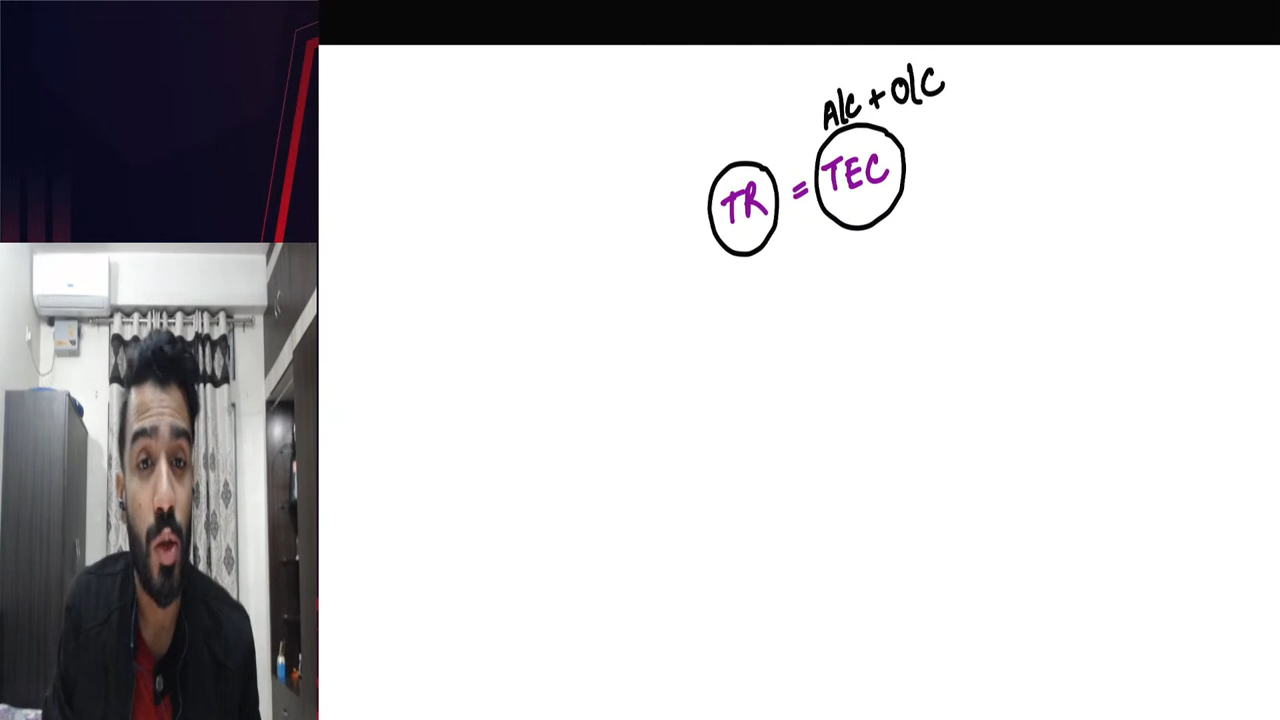 A/C + O/C
TR = TEC